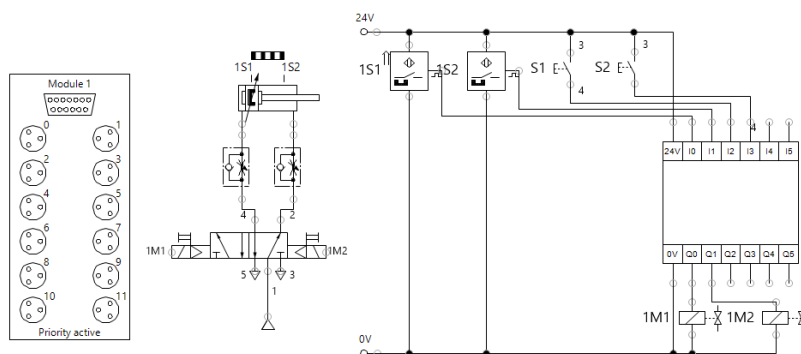 Module 1
0
1
2
3
4
5
6
7
8
9
10
11
Priority active
1S1
1S2
4
2
1M1
1M2
5
3
1
24V
1S1
1S2
S1
S2
3
3
4
4
24V
I0
I1
I2
I3
I4
I5
0V
Q0
Q1
Q2
Q3
Q4
Q5
1M1
1M2
0V